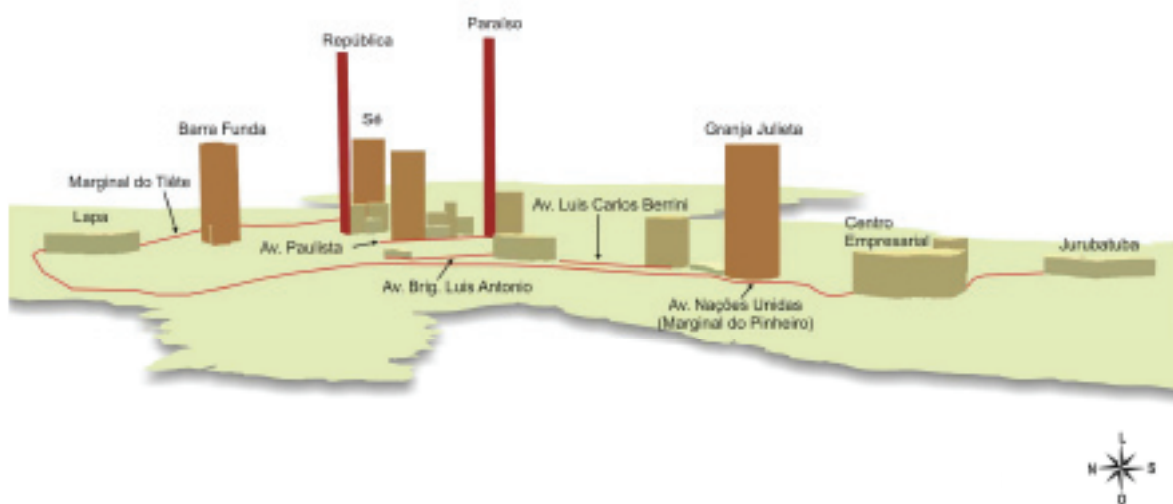 Paraíso
República
Sé
Barra Funda
Granja Julieta
Marginal do Tiête
Lapa
Av. Luis Carlos Berrini
Centro
Empresarial
Jurubatuba
Av. Paulista
Av. Brig. Luis Antonio
Av. Nações Unidas
(Marginal do Pinheiro)
L
N S
O